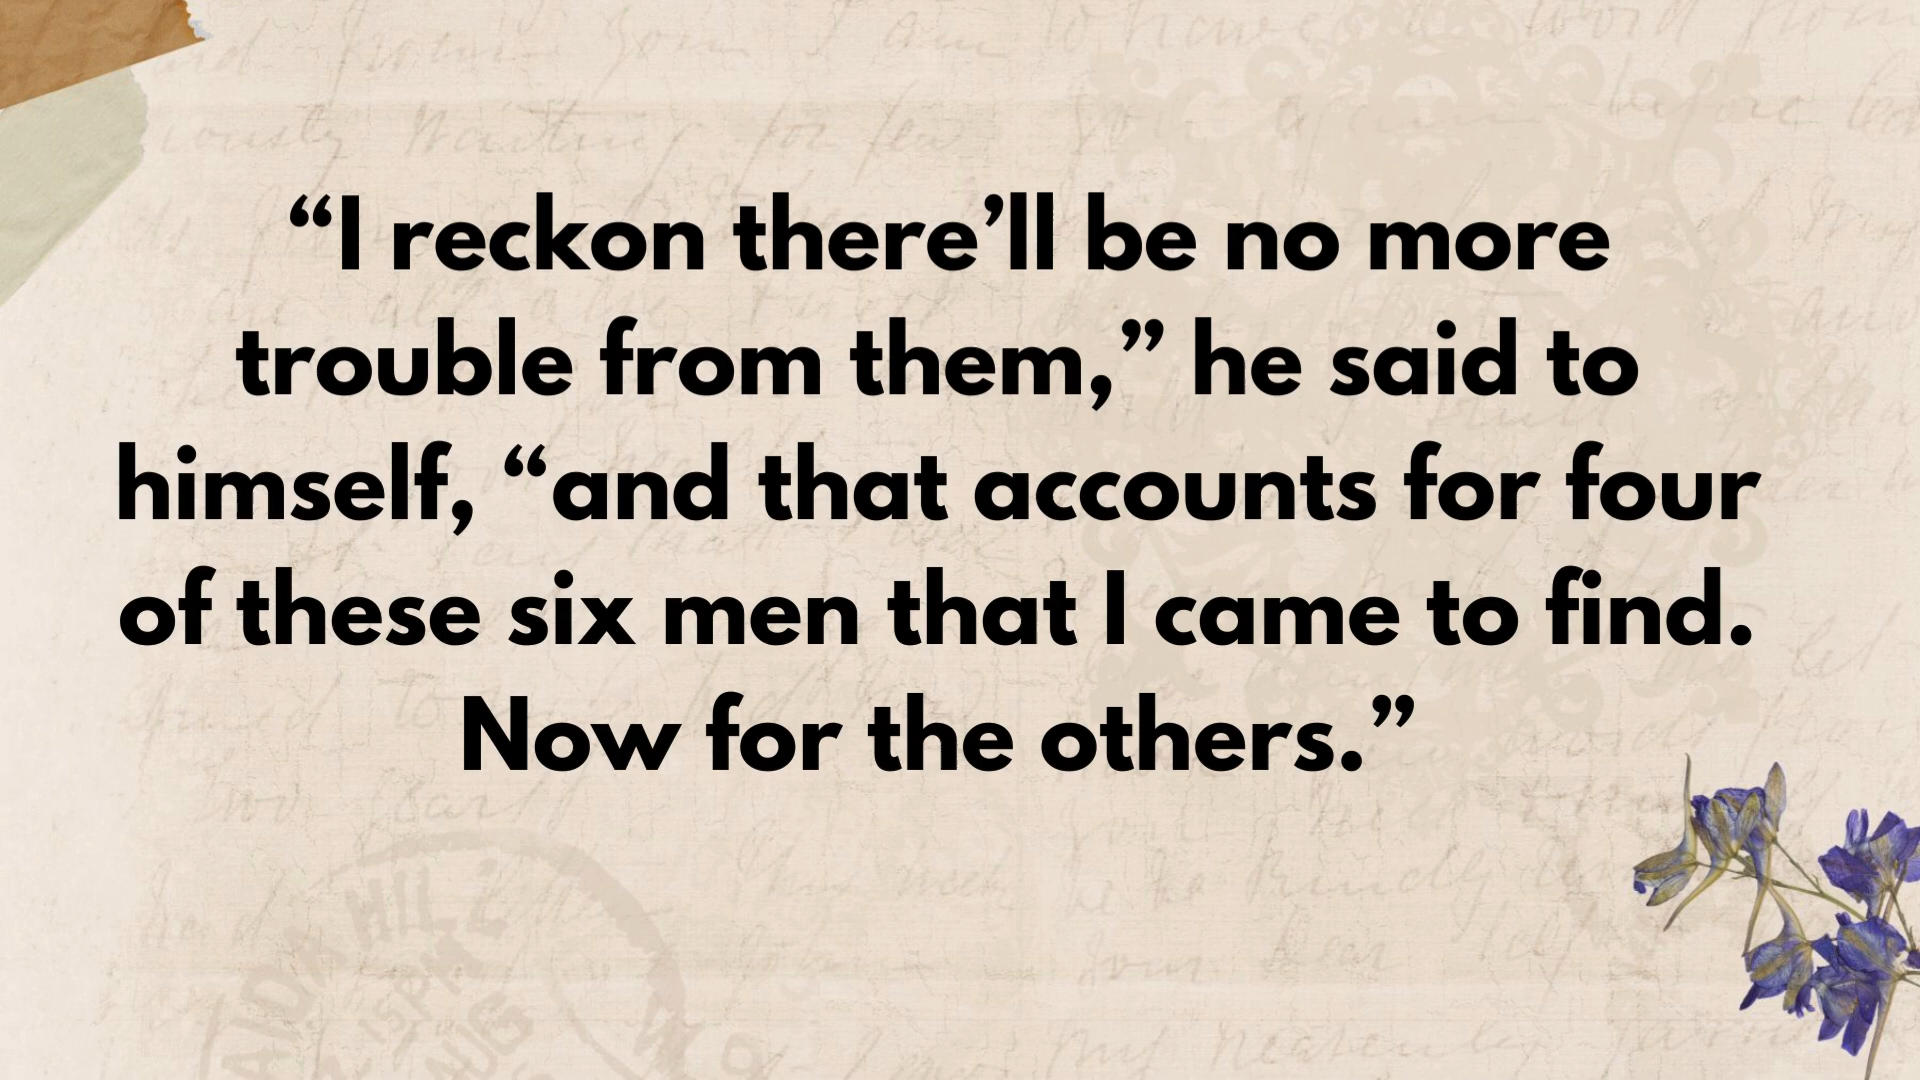 “I reckon there’ll be no more
trouble from them,” he said to
himself, “and that accounts for four
of these six men that I came to find.
Now for the others.”